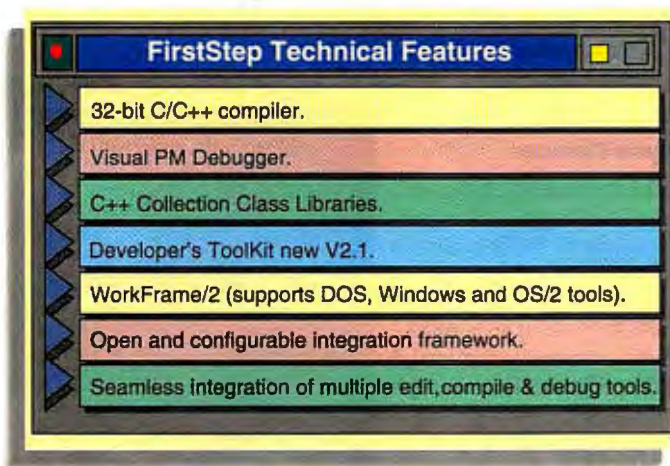 FirstStep Technical Features
32-bit C/C++ compiler.
Visual PM Debugger.
C++ Collection Class Libraries.
Developer's ToolKit new V2.1.
WorkFrame/2 (supports DOS, Windows and OS/2 tools).
Open and configurable integration framework.
Seamless integration of multiple edit,compile & debug tools.